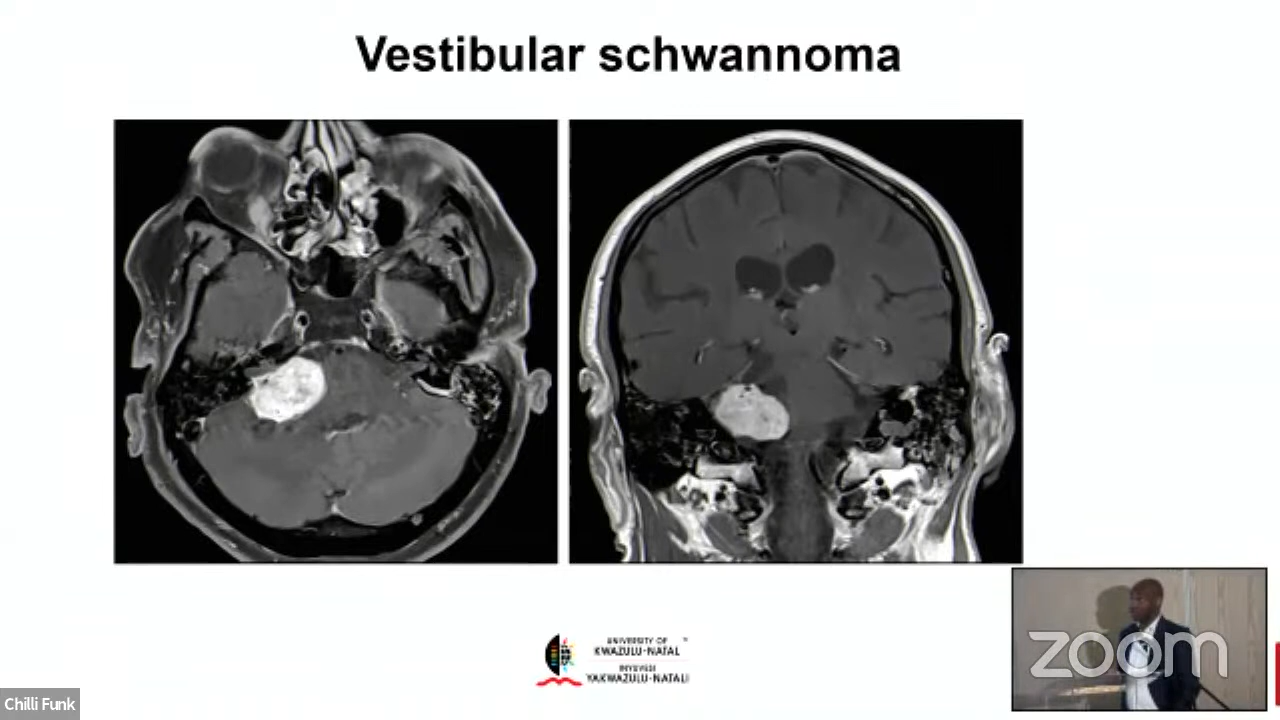 Vestibular schwannoma
UNIVERSITY OF
KWAZULU-NATAL
INYUVESI
YAKWAZULU-NATALI
zoom
Chilli Funk